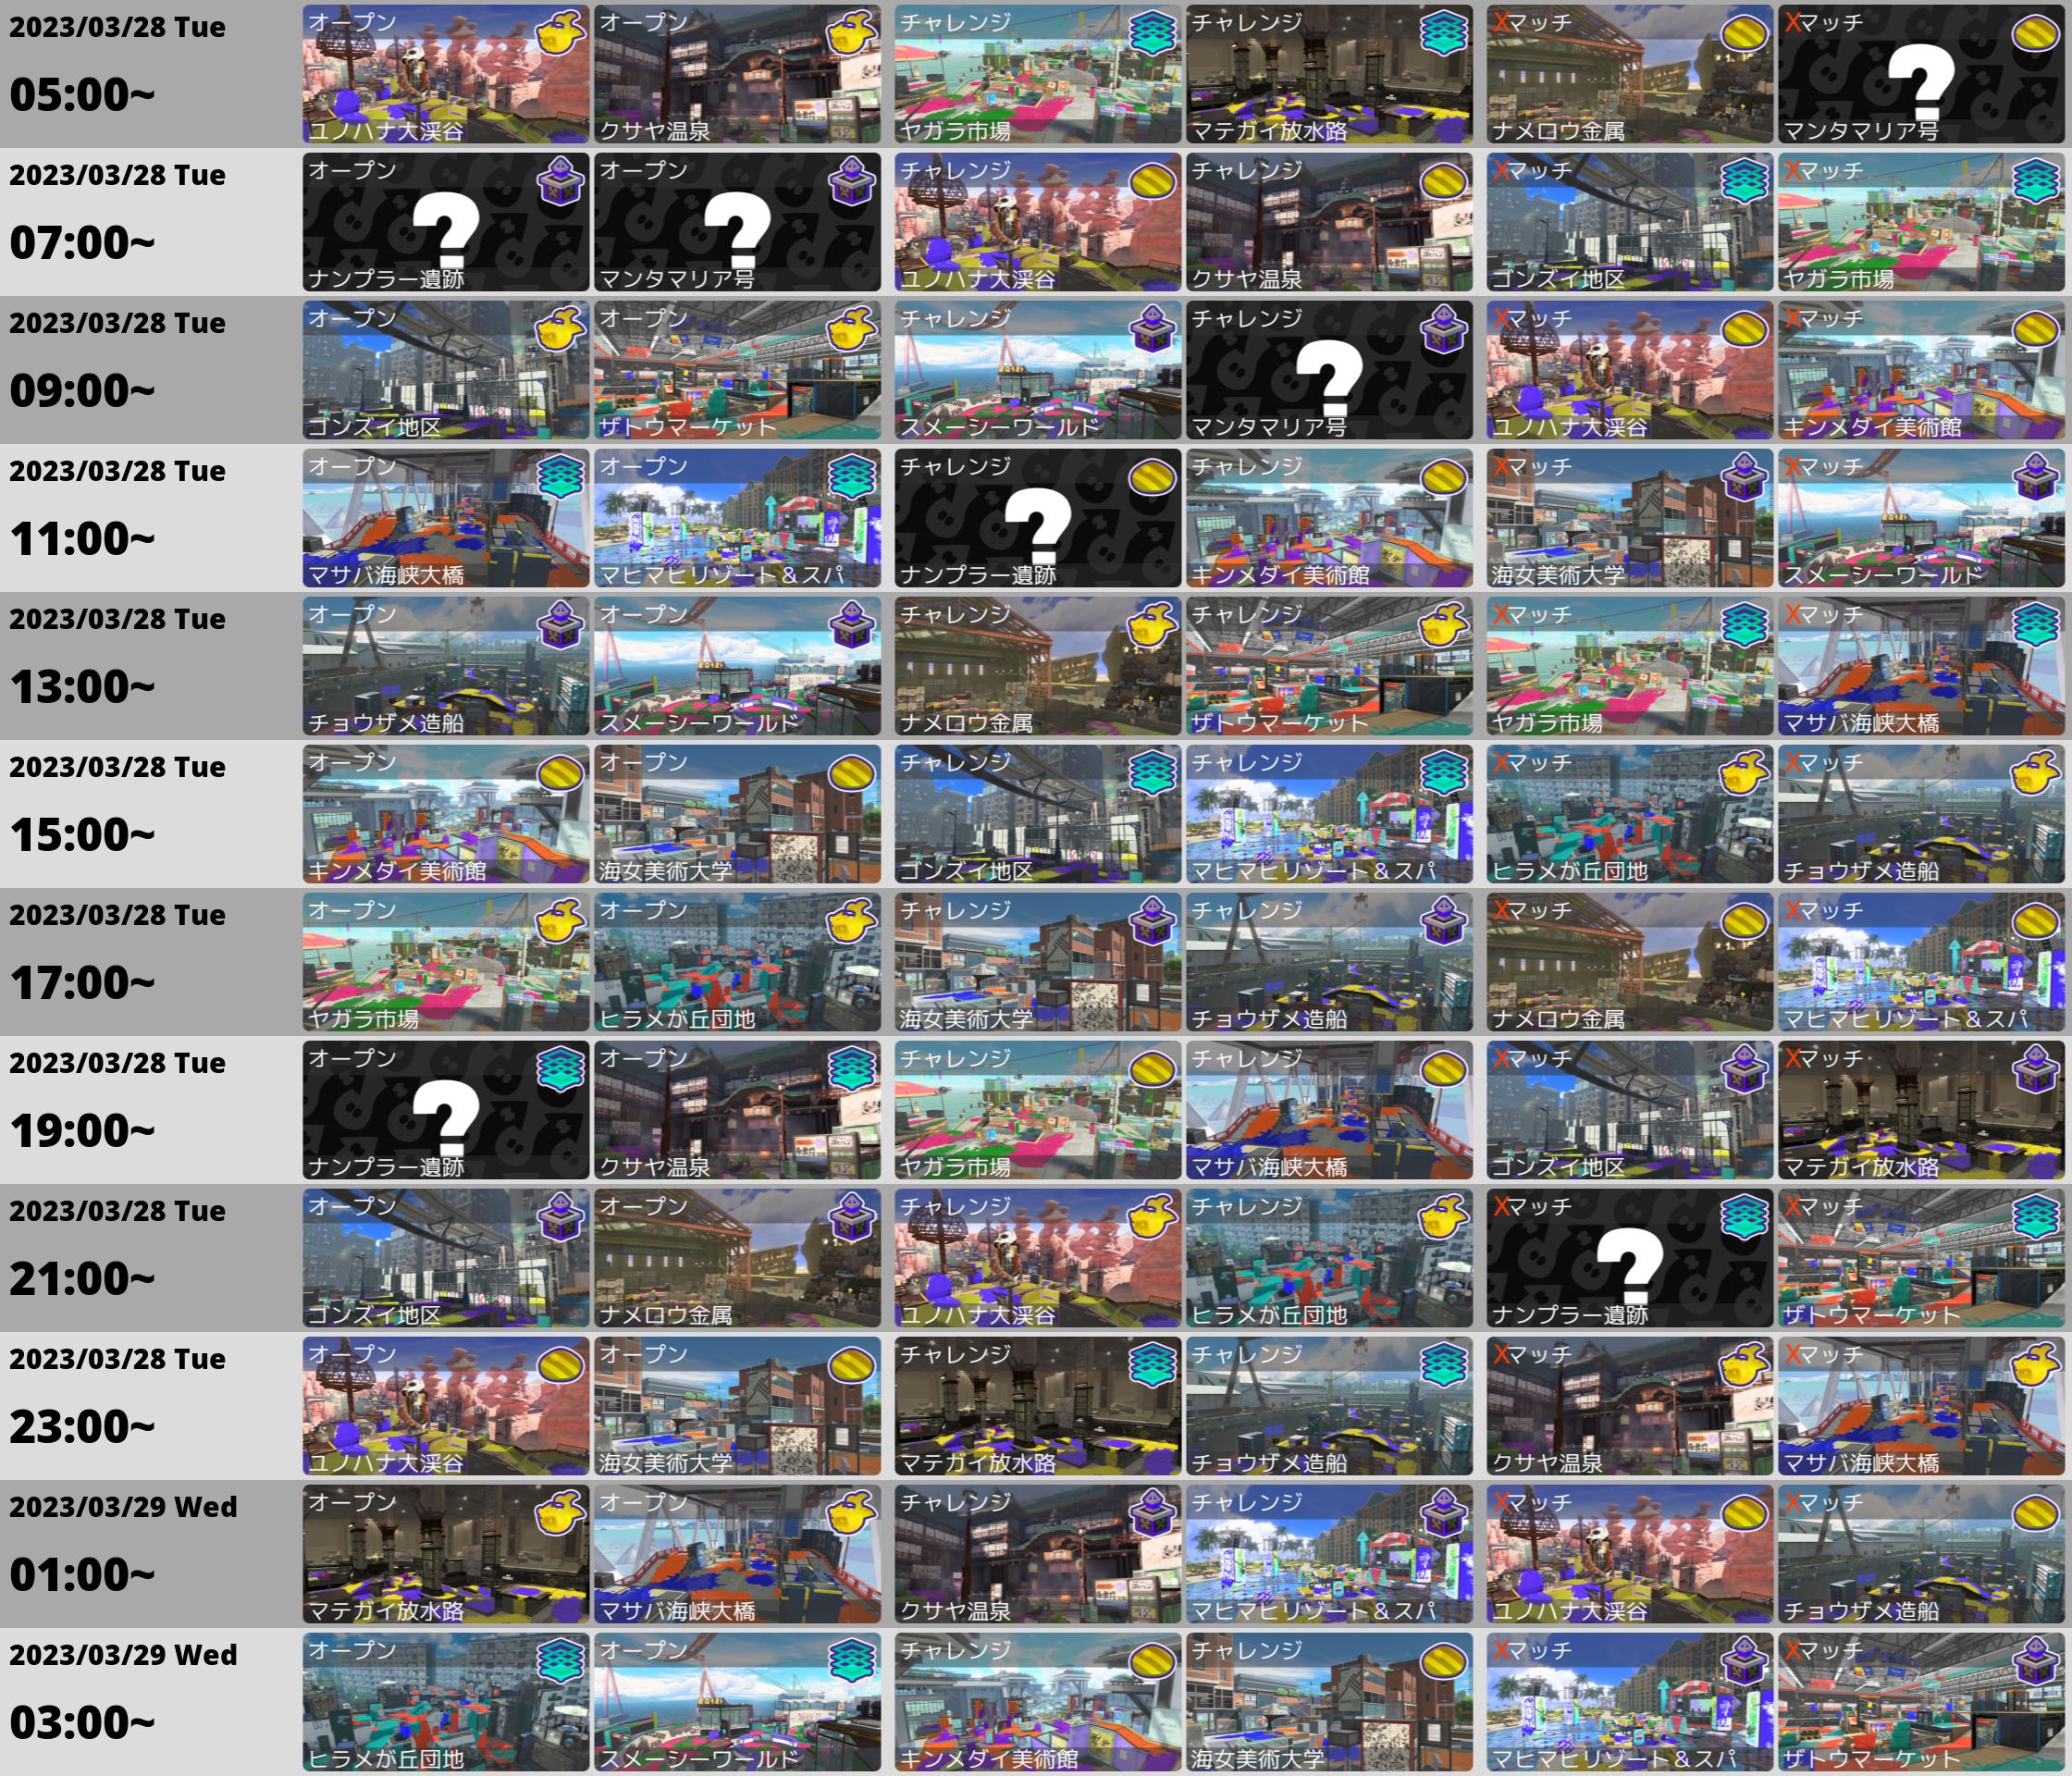 2023/03/28 Tue
05:00~
オープン
ユノハナ大渓谷
オープン
クサヤ温泉
チャレンジ
ヤガラ市場
チャレンジ
マテガイ放水路
Xマッチ
ナメロウ金属
Xマッチ
マンタマリア号
2023/03/28 Tue
07:00~
オープン
ナンプラー遺跡
オープン
マンタマリア号
チャレンジ
ユノハナ大渓谷
チャレンジ
クサヤ温泉
Xマッチ
ゴンズイ地区
Xマッチ
ヤガラ市場
2023/03/28 Tue
09:00~
オープン
ゴンズイ地区
オープン
ザトウマーケット
チャレンジ
スメーシーワールド
チャレンジ
マンタマリア号
Xマッチ
ユノハナ大渓谷
Xマッチ
キンメダイ美術館
2023/03/28 Tue
11:00~
オープン
マサバ海峡大橋
オープン
マヒマヒリゾート＆スパ
チャレンジ
ナンプラー遺跡
チャレンジ
キンメダイ美術館
Xマッチ
海女美術大学
Xマッチ
スメーシーワールド
2023/03/28 Tue
13:00~
オープン
チョウザメ造船
オープン
スメーシーワールド
チャレンジ
ナメロウ金属
チャレンジ
ザトウマーケット
Xマッチ
ヤガラ市場
Xマッチ
マサバ海峡大橋
2023/03/28 Tue
15:00~
オープン
キンメダイ美術館
オープン
海女美術大学
チャレンジ
ゴンズイ地区
チャレンジ
マヒマヒリゾート＆スパ
Xマッチ
ヒラメが丘団地
Xマッチ
チョウザメ造船
2023/03/28 Tue
17:00~
オープン
ヤガラ市場
オープン
ヒラメが丘団地
チャレンジ
海女美術大学
チャレンジ
チョウザメ造船
Xマッチ
ナメロウ金属
Xマッチ
マヒマヒリゾート＆スパ
2023/03/28 Tue
19:00~
オープン
ナンプラー遺跡
オープン
クサヤ温泉
チャレンジ
ヤガラ市場
チャレンジ
マサバ海峡大橋
Xマッチ
ゴンズイ地区
Xマッチ
マテガイ放水路
2023/03/28 Tue
21:00~
オープン
ゴンズイ地区
オープン
ナメロウ金属
チャレンジ
ユノハナ大渓谷
チャレンジ
ヒラメが丘団地
Xマッチ
ナンプラー遺跡
Xマッチ
ザトウマーケット
2023/03/28 Tue
23:00~
オープン
ユノハナ大渓谷
オープン
海女美術大学
チャレンジ
マテガイ放水路
チャレンジ
チョウザメ造船
Xマッチ
クサヤ温泉
Xマッチ
マサバ海峡大橋
2023/03/29 Wed
01:00~
オープン
マテガイ放水路
オープン
マサバ海峡大橋
チャレンジ
クサヤ温泉
チャレンジ
マヒマヒリゾート＆スパ
Xマッチ
ユノハナ大渓谷
Xマッチ
チョウザメ造船
2023/03/29 Wed
03:00~
オープン
ヒラメが丘団地
オープン
スメーシーワールド
チャレンジ
キンメダイ美術館
チャレンジ
海女美術大学
Xマッチ
マヒマヒリゾート＆スパ
Xマッチ
ザトウマーケット